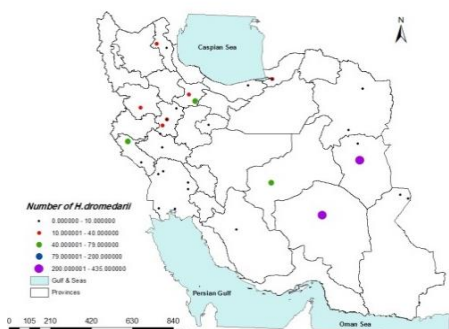 N
Caspian Sea
Number of H.dromedarii
0.000000 - 10.000000
10.000001 - 40.000000
40.000001 - 79.000000
79.000001 - 200.000000
200.000001 - 435.000000
Gulf & Seas
Provinces
Persian Gulf
Oman Sea
0 105 210 420 630 840